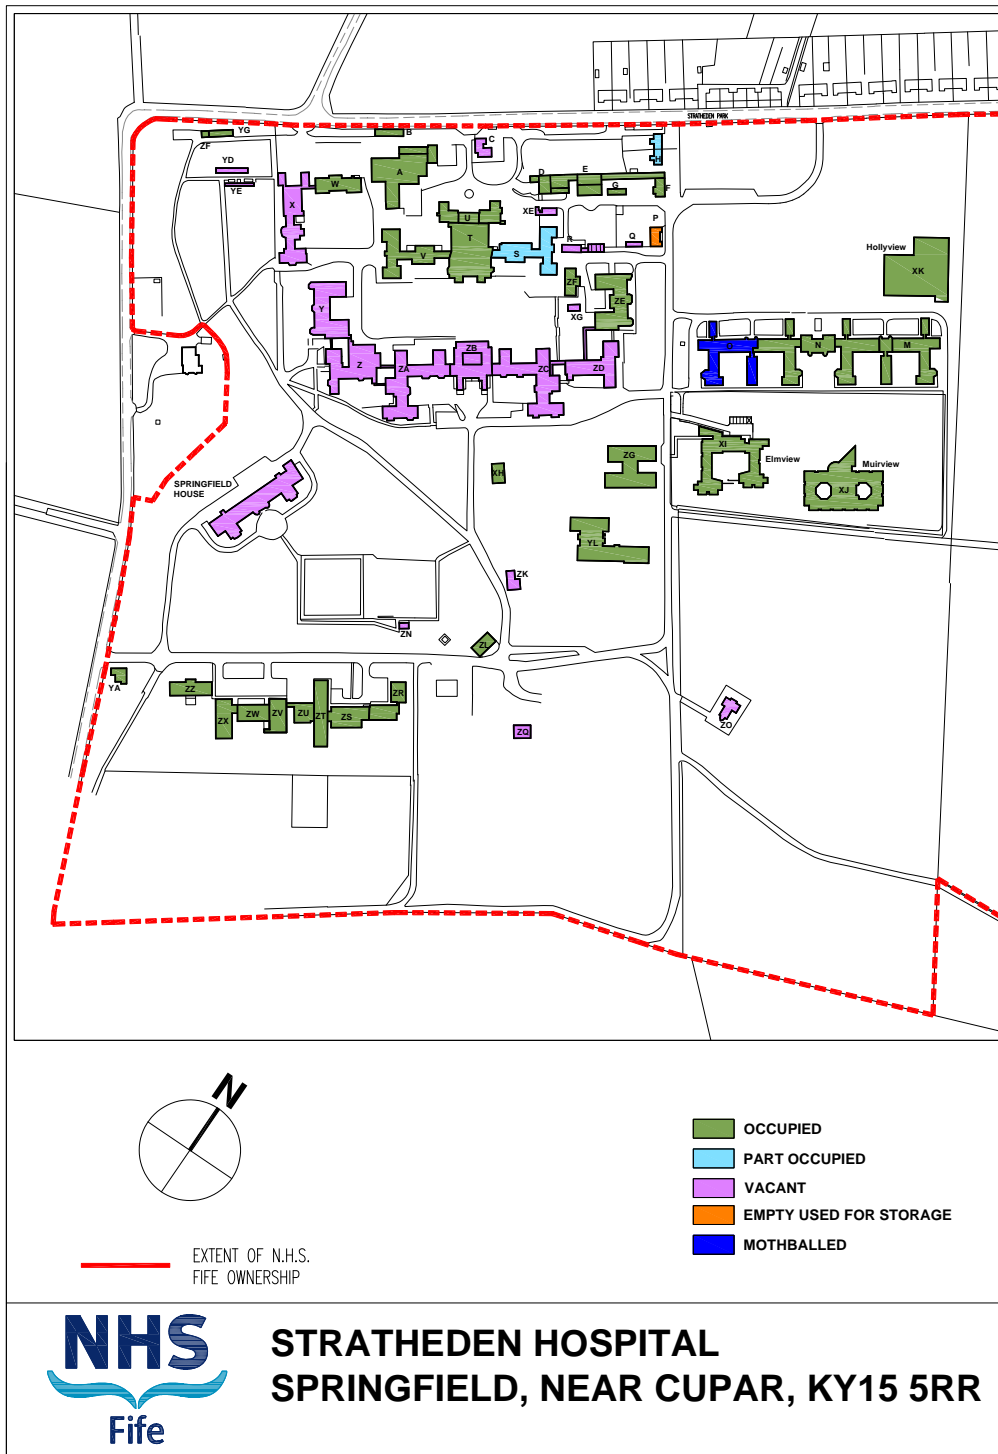 STRATHEDEN PARK
YG
ZF
B
C
H
YD
A
D
E
W
YE
G
F
X
XE
P
U
T
R
Q
Hollyview
V
S
XK
ZF
ZE
Y
XG
N
M
ZB
Z
ZA
ZC
ZD
XI
ZG
Elmview
Muirview
XH
SPRINGFIELD
HOUSE
XJ
YL
ZK
ZN
ZL
YA
ZZ
ZR
ZX
ZW
ZV
ZU
ZT
ZS
ZO
ZQ
N
OCCUPIED
PART OCCUPIED
VACANT
EMPTY USED FOR STORAGE
MOTHBALLED
EXTENT OF N.H.S.
FIFE OWNERSHIP
NHS
Fife
STRATHEDEN HOSPITAL
SPRINGFIELD, NEAR CUPAR, KY15 5RR